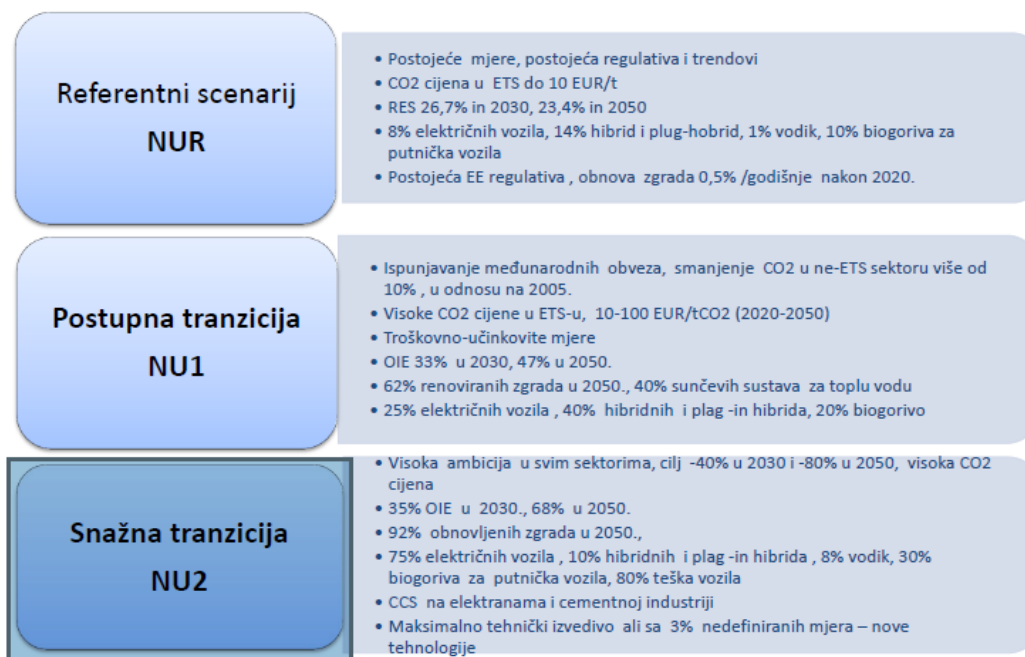 Referentni scenarij
NUR
• Postojeće mjere, postojeća regulativa i trendovi
• CO2 cijena u ETS do 10 EUR/t
• RES 26,7% in 2030, 23,4% in 2050
• 8% električnih vozila, 14% hibrid i plug-hobrid, 1% vodik, 10% biogoriva za
putnička vozila
• Postojeća EE regulativa , obnova zgrada 0,5% /godišnje nakon 2020.
Postupna tranzicija
NU1
• Ispunjavanje međunarodnih obveza, smanjenje CO2 u ne-ETS sektoru više od
10% , u odnosu na 2005.
• Visoke CO2 cijene u ETS-u, 10-100 EUR/tCO2 (2020-2050)
• Troškovno-učinkovite mjere
• OIE 33% u 2030, 47% u 2050.
• 62% renoviranih zgrada u 2050., 40% sunčevih sustava za toplu vodu
• 25% električnih vozila , 40% hibridnih i plag -in hibrida, 20% biogorivo
Snažna tranzicija
NU2
• Visoka ambicija u svim sektorima, cilj -40% u 2030 i -80% u 2050, visoka CO2
cijena
• 35% OIE u 2030., 68% u 2050.
• 92% obnovljenih zgrada u 2050.,
• 75% električnih vozila , 10% hibridnih i plag -in hibrida , 8% vodik, 30%
biogoriva za putnička vozila, 80% teška vozila
• CCS na elektranama i cementnoj industriji
• Maksimalno tehnički izvedivo ali sa 3% nedefiniranih mjera – nove
tehnologije